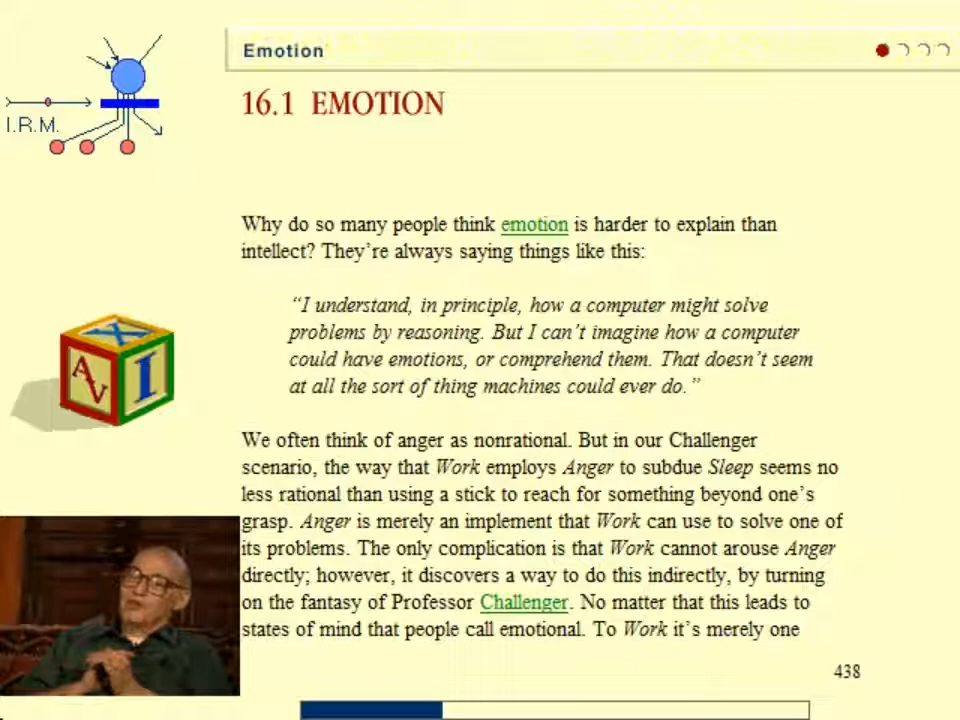 Emotion
I.R.M.
16.1 EMOTION
Why do so many people think emotion is harder to explain than
intellect? They're always saying things like this:
"I understand, in principle, how a computer might solve
problems by reasoning. But I can't imagine how a computer
could have emotions, or comprehend them. That doesn't seem
at all the sort of thing machines could ever do."
X
A
V
I
We often think of anger as nonrational. But in our Challenger
scenario, the way that Work employs Anger to subdue Sleep seems no
less rational than using a stick to reach for something beyond one's
grasp. Anger is merely an implement that Work can use to solve one of
its problems. The only complication is that Work cannot arouse Anger
directly; however, it discovers a way to do this indirectly, by turning
on the fantasy of Professor Challenger. No matter that this leads to
states of mind that people call emotional. To Work it's merely one
438